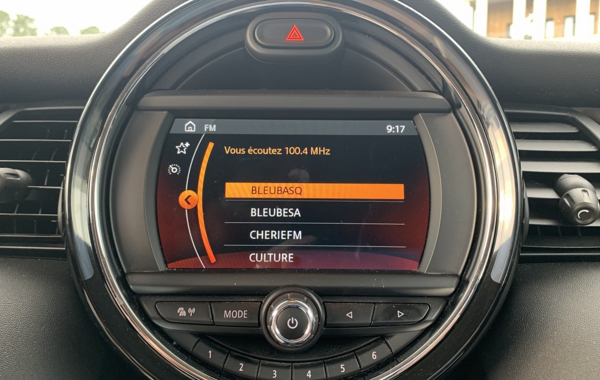 FM 9:17
Vous écoutez 100.4 MHz
BLEUBASQ
BLEUBESA
CHERIEFM
CULTURE
MODE
1 2 3 4 5 6